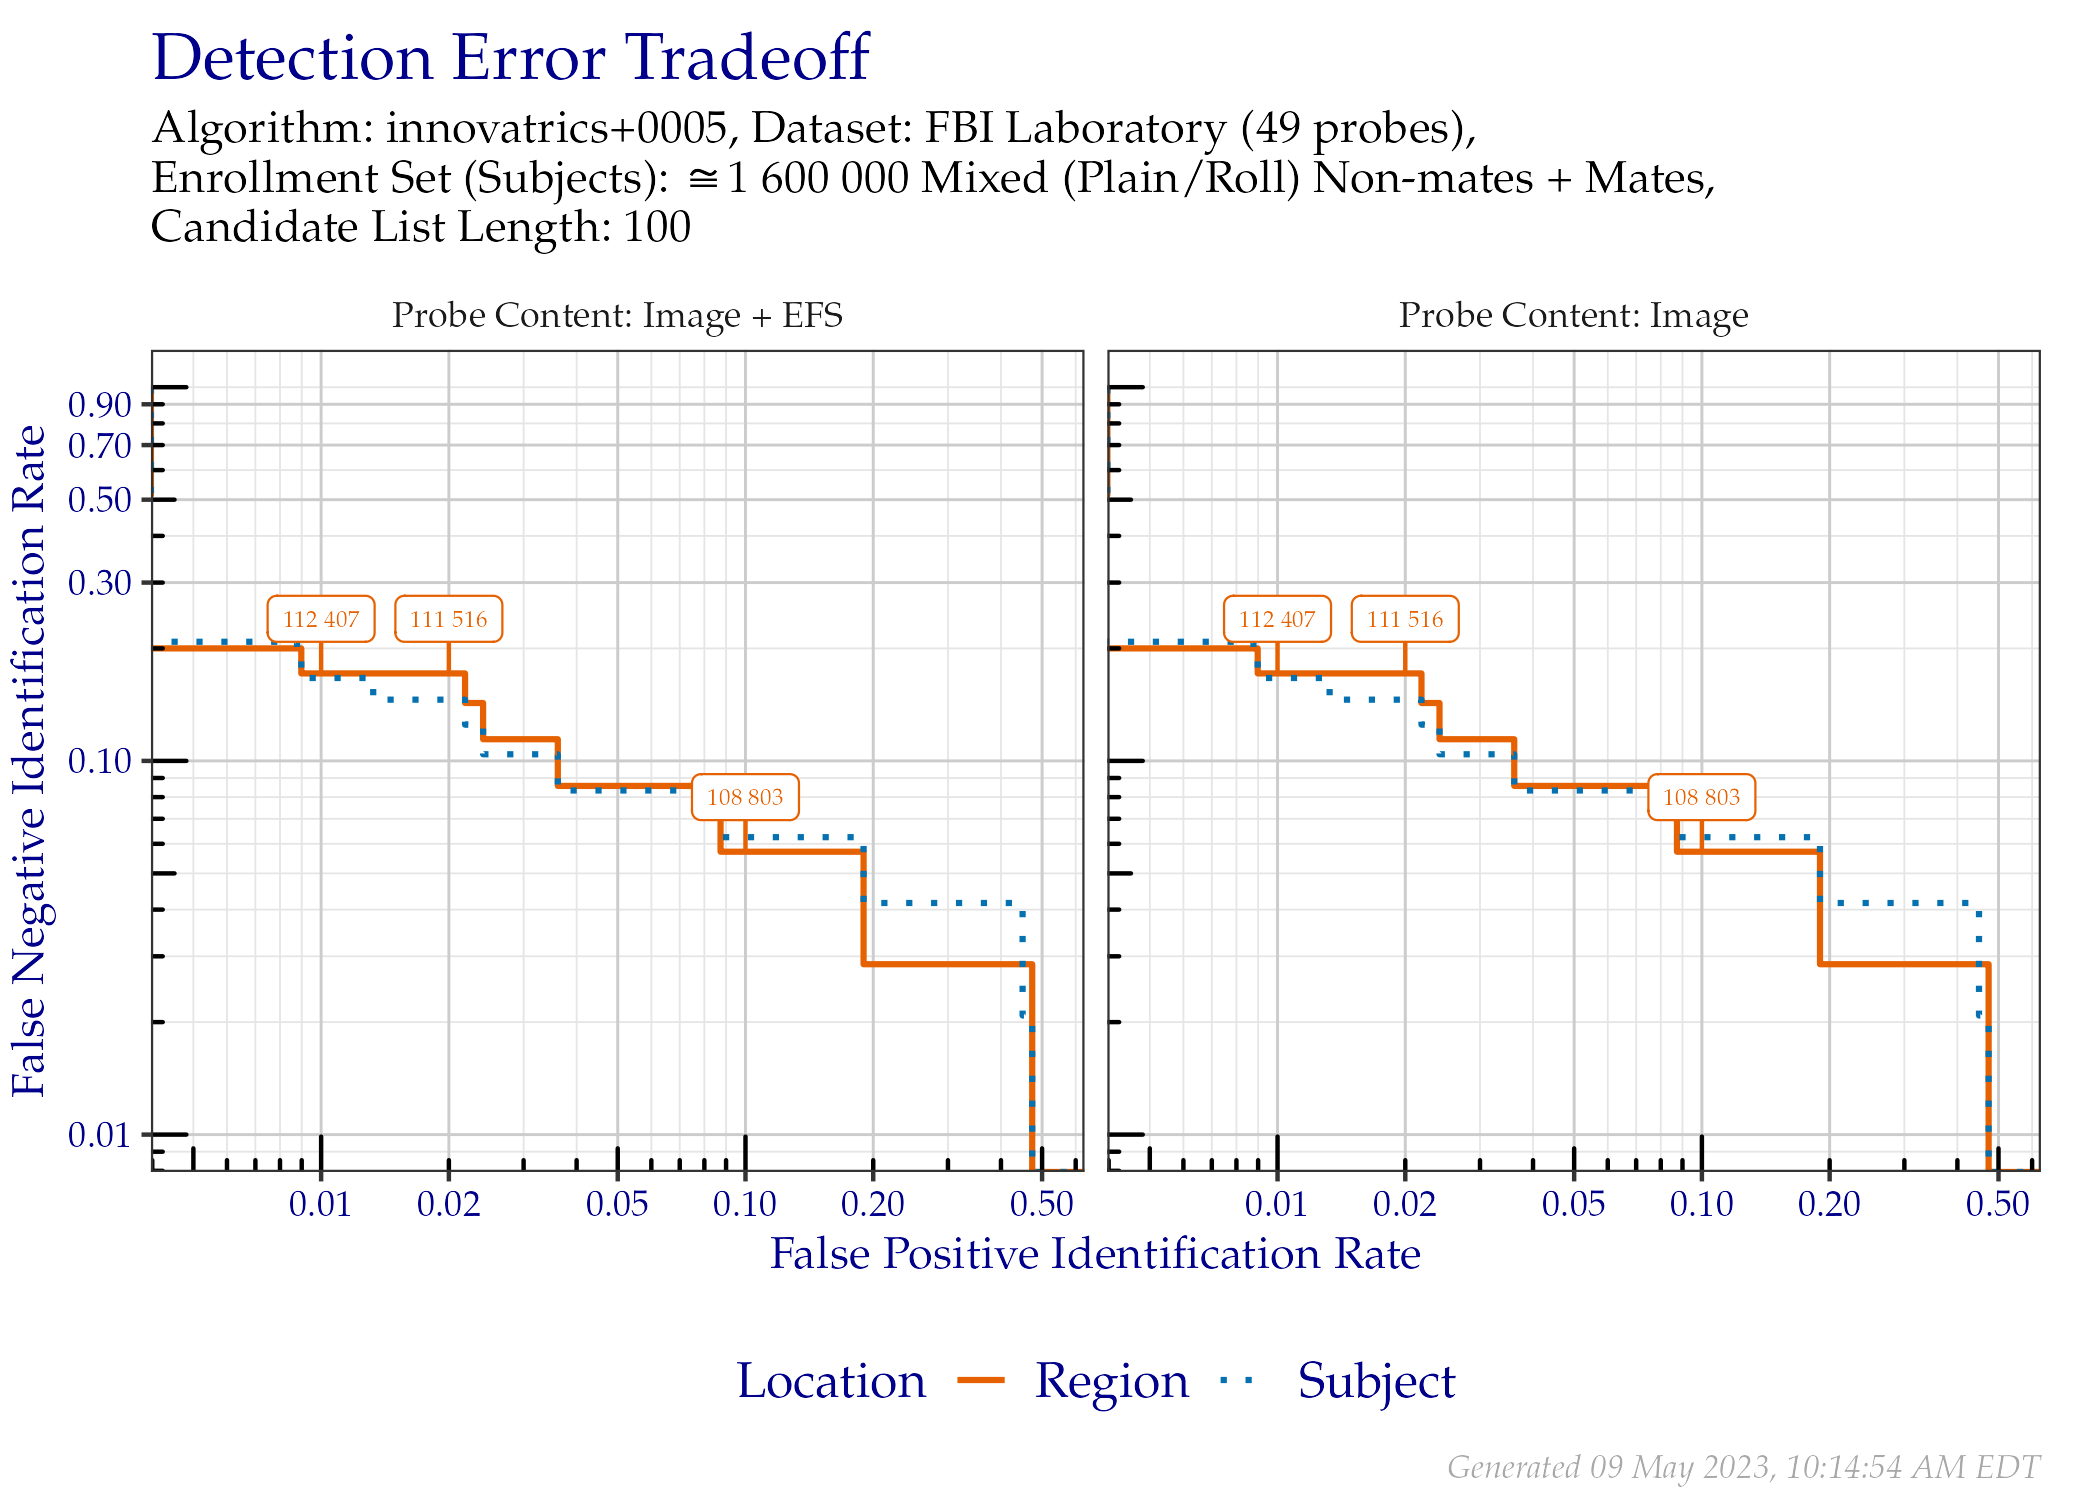 Detection Error Tradeoff
Algorithm: innovatrics+0005, Dataset: FBI Laboratory (49 probes),
Enrollment Set (Subjects): ≅ 1 600 000 Mixed (Plain/Roll) Non-mates + Mates,
Candidate List Length: 100
Probe Content: Image + EFS
Probe Content: Image
False Negative Identification Rate
0.90
0.70
0.50
0.30
0.10
0.01
112 407
111 516
108 803
112 407
111 516
108 803
0.01 0.02 0.05 0.10 0.20 0.50
0.01 0.02 0.05 0.10 0.20 0.50
False Positive Identification Rate
Location Region Subject
Generated 09 May 2023, 10:14:54 AM EDT